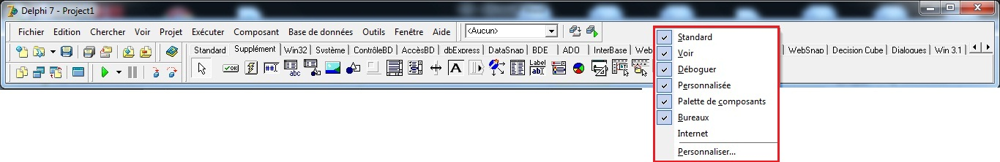 Delphi 7 - Project1
Fichier Edition Chercher Voir Projet Exécuter Composant Base de données Outils Fenêtre Aide <Aucun>
Standard Supplément Win32 Système ContrôleBD AccèsBD dbExpress DataSnap BDE ADO InterBase Web WebSnap Decision Cube Dialogues Win 3.1
OK abc Label
Standard
Voir
Déboguer
Personnalisée
Palette de composants
Bureaux
Internet
Personnaliser...